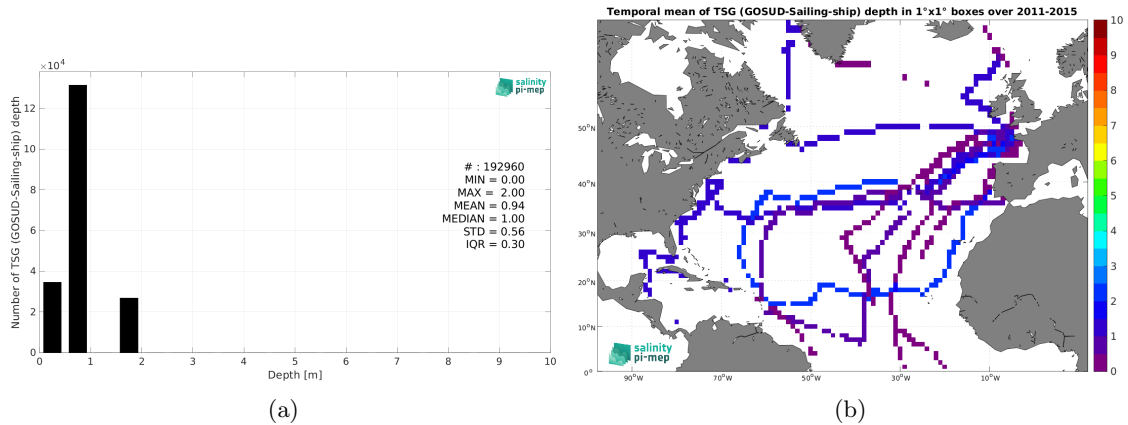 ×10⁴
salinity
pi-mep
12
10
8
6
4
2
0
Number of TSG (GOSUD-Sailing-ship) depth
# : 192960
MIN = 0.00
MAX = 2.00
MEAN = 0.94
MEDIAN = 1.00
STD = 0.56
IQR = 0.30
0 1 2 3 4 5 6 7 8 9 10
Depth [m]
(a)
Temporal mean of TSG (GOSUD-Sailing-ship) depth in 1°x1° boxes over 2011-2015
50°N
40°N
30°N
20°N
10°N
0°
90°W 70°W 50°W 30°W 10°W
salinity
pi-mep
10
9
8
7
6
5
4
3
2
1
0
(b)